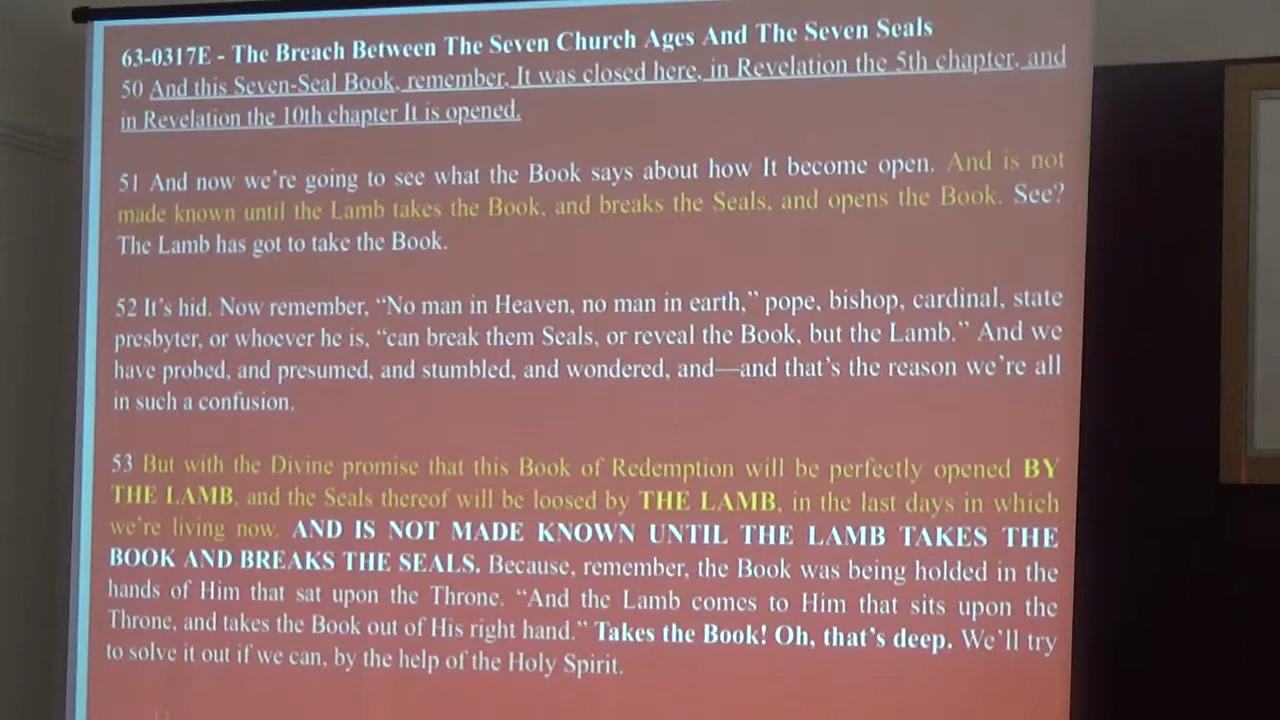 63-0317E - The Breach Between The Seven Church Ages And The Seven Seals
50 And this Seven-Seal Book, remember, It was closed here, in Revelation the 5th chapter, and
in Revelation the 10th chapter It is opened.
51 And now we're going to see what the Book says about how It become open. And is not
made known until the Lamb takes the Book, and breaks the Seals, and opens the Book. See?
The Lamb has got to take the Book.
52 It's hid. Now remember, “No man in Heaven, no man in earth,” pope, bishop, cardinal, state
presbyter, or whoever he is, “can break them Seals, or reveal the Book, but the Lamb.” And we
have probed, and presumed, and stumbled, and wondered, and—and that's the reason we're all
in such a confusion.
53 But with the Divine promise that this Book of Redemption will be perfectly opened BY
THE LAMB, and the Seals thereof will be loosed by THE LAMB, in the last days in which
we're living now. AND IS NOT MADE KNOWN UNTIL THE LAMB TAKES THE
BOOK AND BREAKS THE SEALS. Because, remember, the Book was being holded in the
hands of Him that sat upon the Throne. “And the Lamb comes to Him that sits upon the
Throne, and takes the Book out of His right hand.” Takes the Book! Oh, that's deep. We'll try
to solve it out if we can, by the help of the Holy Spirit.